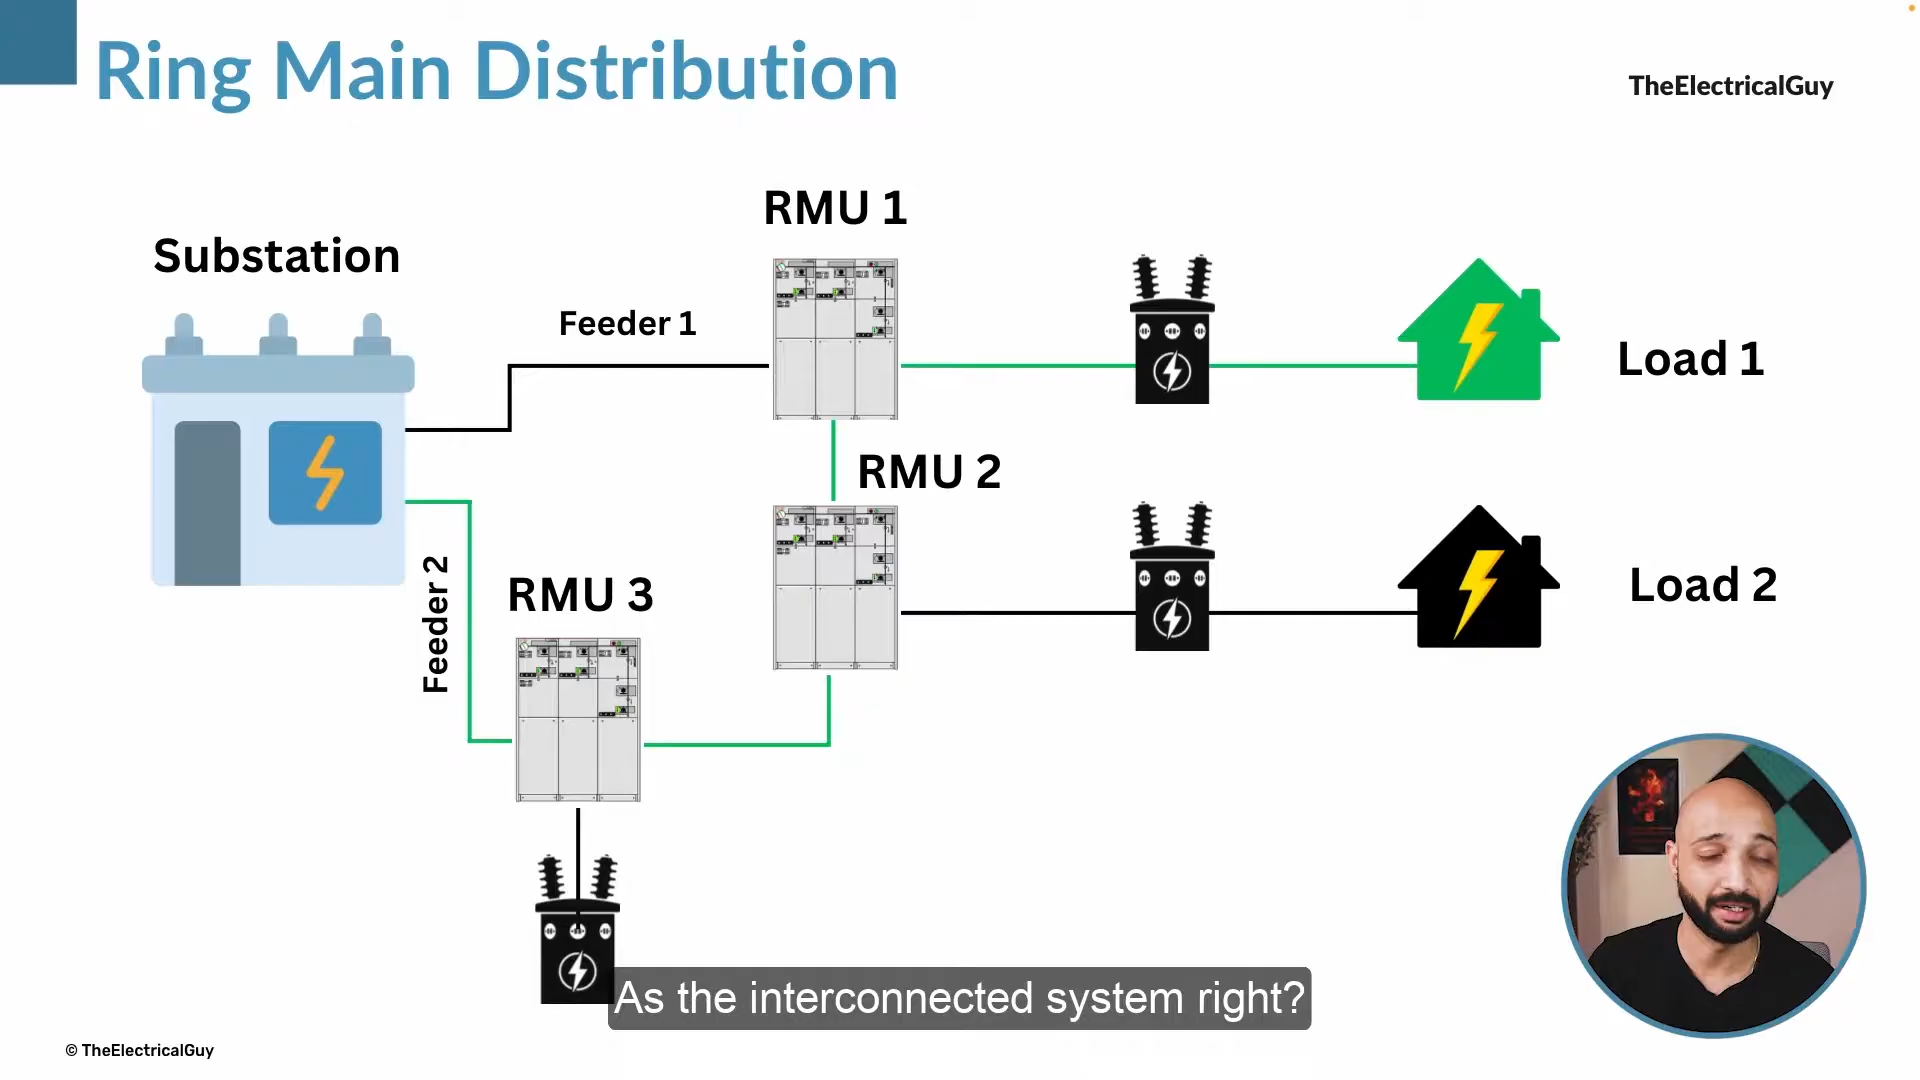 Ring Main Distribution
TheElectricalGuy
RMU 1
Substation
Feeder 1
Load 1
RMU 2
Feeder 2
RMU 3
Load 2
As the interconnected system right?
© TheElectricalGuy